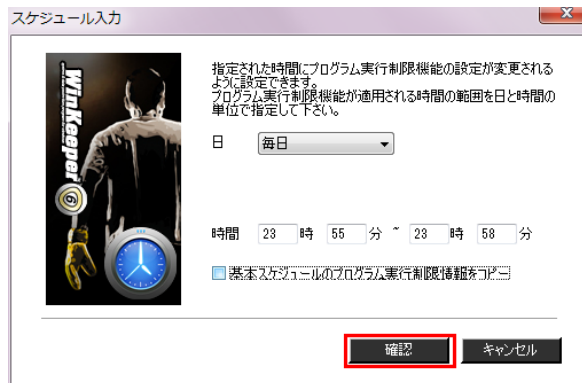 スケジュール入力
WinKeeper 6
指定された時間にプログラム実行制限機能の設定が変更される
ように設定できます。
プログラム実行制限機能が適用される時間の範囲を日と時間の
単位で指定して下さい。
日 毎日
時間 23 時 55 分 ~ 23 時 58 分
基本スケジュールのプログラム実行制限情報をコピー
確認 キャンセル